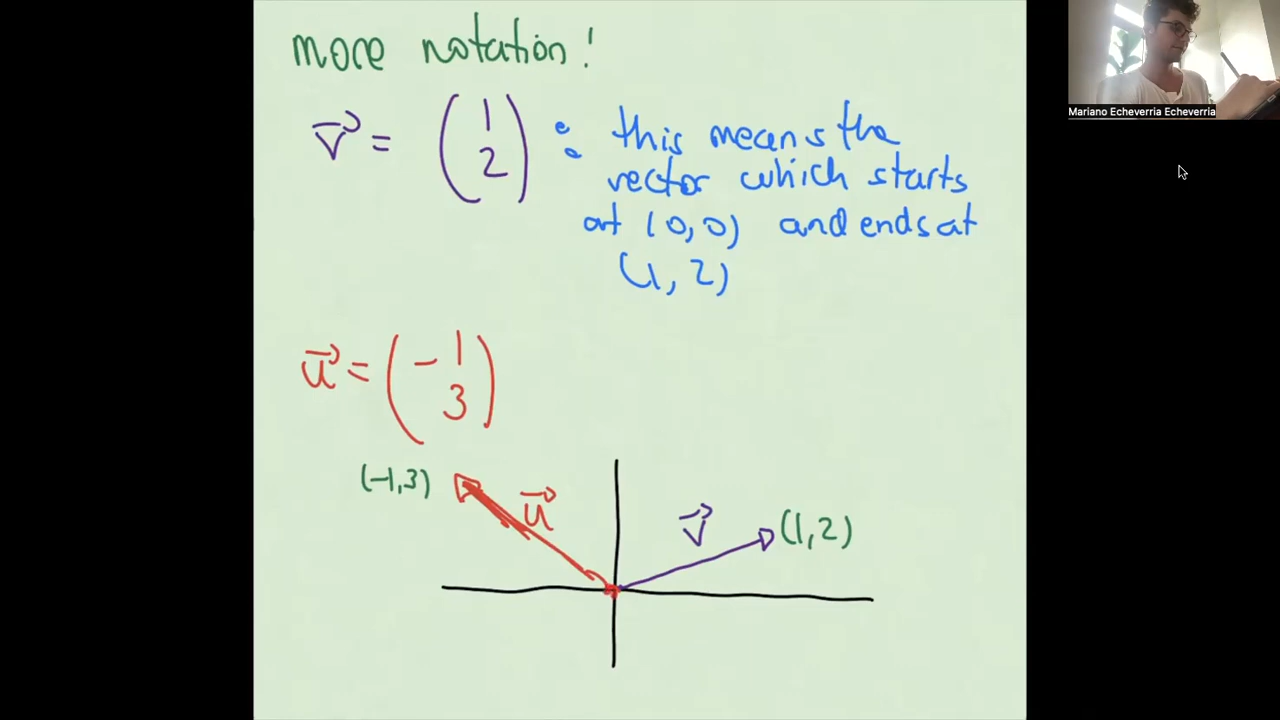 more notation!
v⃗ = (1 2) : this means the
vector which starts
at (0,0) and ends at
(1, 2)
u⃗ = (-1 3)
(-1,3)
u⃗
v⃗
(1,2)
Mariano Echeverria Echeverria